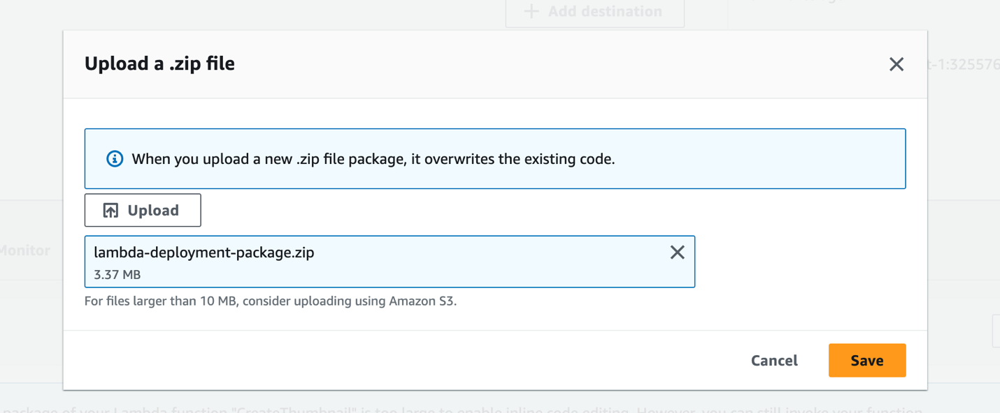 Add destination
Upload a .zip file
t-1:325576
When you upload a new .zip file package, it overwrites the existing code.
Upload
Monitor
lambda-deployment-package.zip
3.37 MB
For files larger than 10 MB, consider uploading using Amazon S3.
Cancel
Save
package of your Lambda function "CreateThumbnail" is too large to enable inline code editing. However, you can still invoke your function